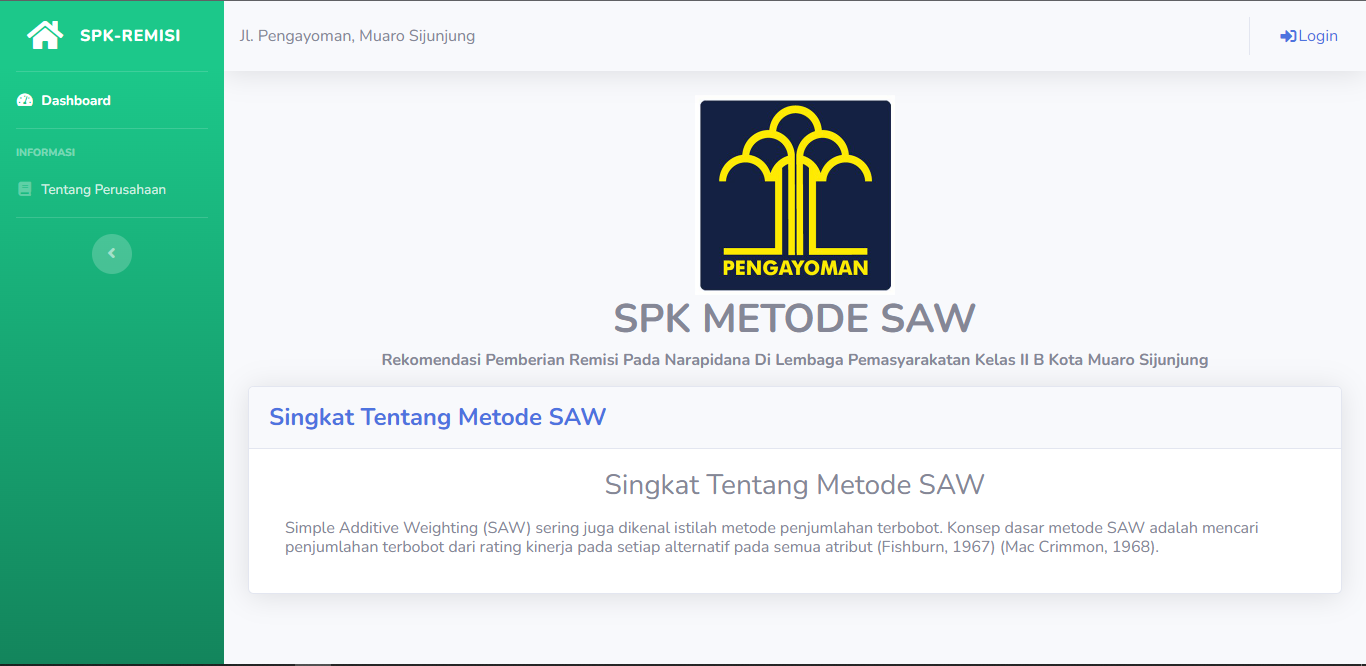 SPK-REMISI
Jl. Pengayoman, Muaro Sijunjung
Login
Dashboard
INFORMASI
Tentang Perusahaan
PENGAYOMAN
SPK METODE SAW
Rekomendasi Pemberian Remisi Pada Narapidana Di Lembaga Pemasyarakatan Kelas II B Kota Muaro Sijunjung
Singkat Tentang Metode SAW
Singkat Tentang Metode SAW
Simple Additive Weighting (SAW) sering juga dikenal istilah metode penjumlahan terbobot. Konsep dasar metode SAW adalah mencari
penjumlahan terbobot dari rating kinerja pada setiap alternatif pada semua atribut (Fishburn, 1967) (Mac Crimmon, 1968).